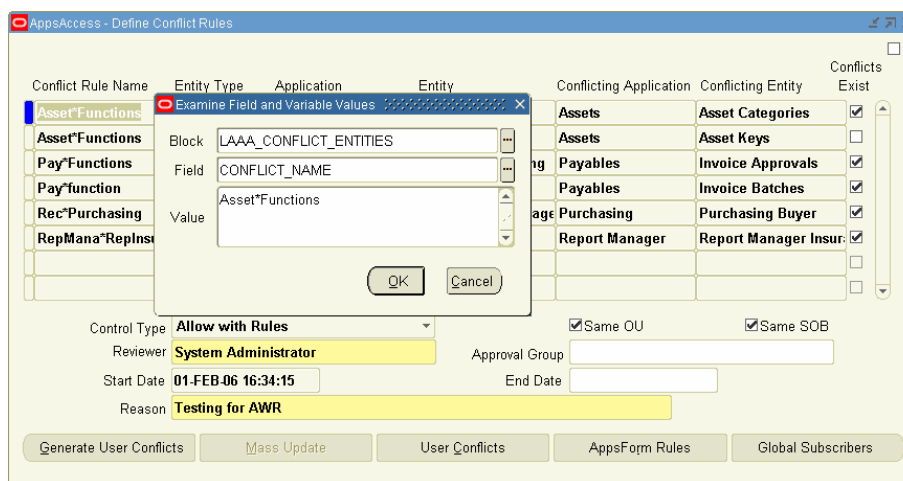 AppsAccess - Define Conflict Rules
Conflicts
Conflict Rule Name Entity Type Application Entity Conflicting Application Conflicting Entity Exist
Examine Field and Variable Values
Asset*Functions Assets Asset Categories
Asset*Functions Assets Asset Keys
Block LAAA_CONFLICT_ENTITIES
Pay*Functions ng Payables Invoice Approvals
Field CONFLICT_NAME
Pay*function Payables Invoice Batches
Value Asset*Functions
Rec*Purchasing age Purchasing Purchasing Buyer
RepMana*RepInsu Report Manager Report Manager Insur
OK Cancel
Control Type Allow with Rules Same OU Same SOB
Reviewer System Administrator Approval Group
Start Date 01-FEB-06 16:34:15 End Date
Reason Testing for AWR
Generate User Conflicts Mass Update User Conflicts AppsForm Rules Global Subscribers